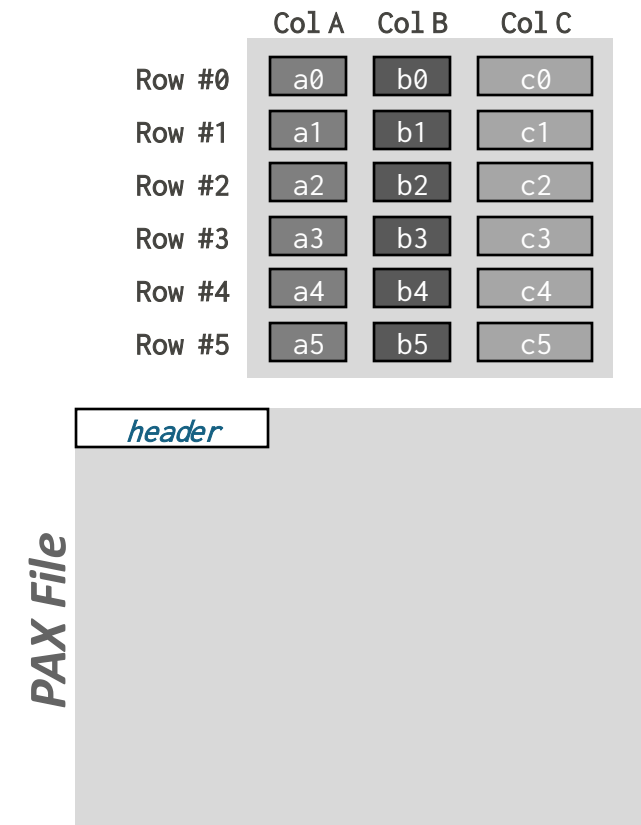 Col A Col B Col C
Row #0 a0 b0 c0
Row #1 a1 b1 c1
Row #2 a2 b2 c2
Row #3 a3 b3 c3
Row #4 a4 b4 c4
Row #5 a5 b5 c5
header
PAX File